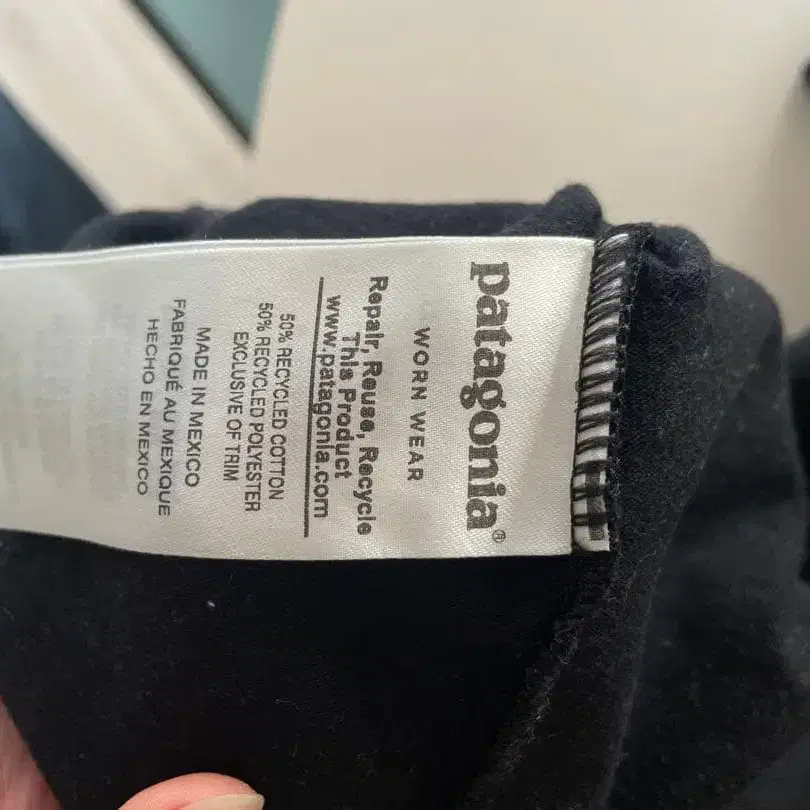 patagonia®
WORN WEAR
Repair, Reuse, Recycle
This Product
www.patagonia.com
50% RECYCLED COTTON
50% RECYCLED POLYESTER
EXCLUSIVE OF TRIM
MADE IN MEXICO
FABRIQUÉ AU MEXIQUE
HECHO EN MEXICO